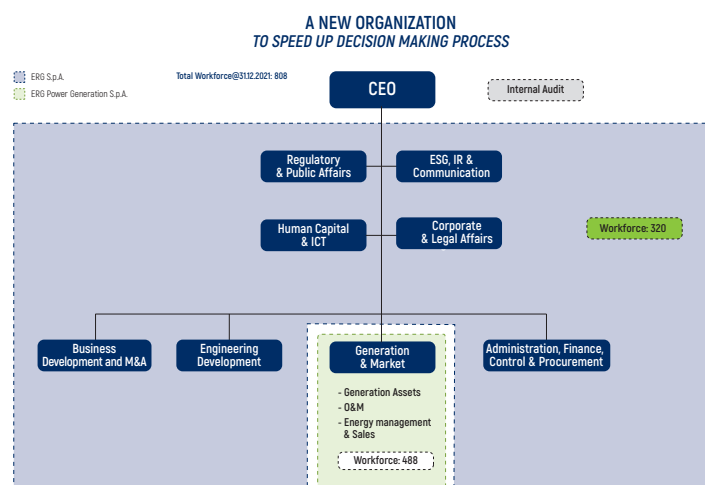 A NEW ORGANIZATION
TO SPEED UP DECISION MAKING PROCESS
ERG S.p.A.
ERG Power Generation S.p.A.
Total Workforce@31.12.2021: 808
CEO
Internal Audit
Regulatory
& Public Affairs
ESG, IR &
Communication
Human Capital
& ICT
Corporate
& Legal Affairs
Workforce: 320
Business
Development and M&A
Engineering
Development
Generation
& Market
Administration, Finance,
Control & Procurement
- Generation Assets
- O&M
- Energy management
& Sales
Workforce: 488